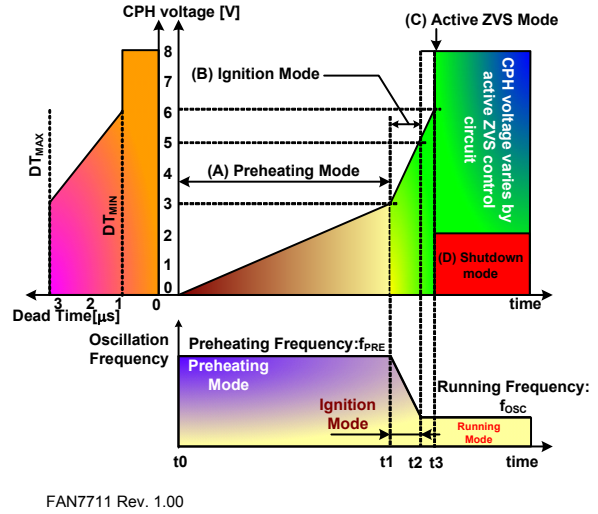 CPH voltage [V]
(C) Active ZVS Mode
8
7
6
5
4
3
2
1
0
(B) Ignition Mode
(A) Preheating Mode
DTMAX
DTMIN
CPH voltage varies by
active ZVS control
circuit
(D) Shutdown
mode
3 2 1 0
Dead Time[µs]
time
Oscillation
Frequency
Preheating Frequency:fPRE
Preheating
Mode
Running Frequency:
fOSC
Ignition
Mode
Running
Mode
t0 t1 t2 t3 time
FAN7711 Rev. 1.00